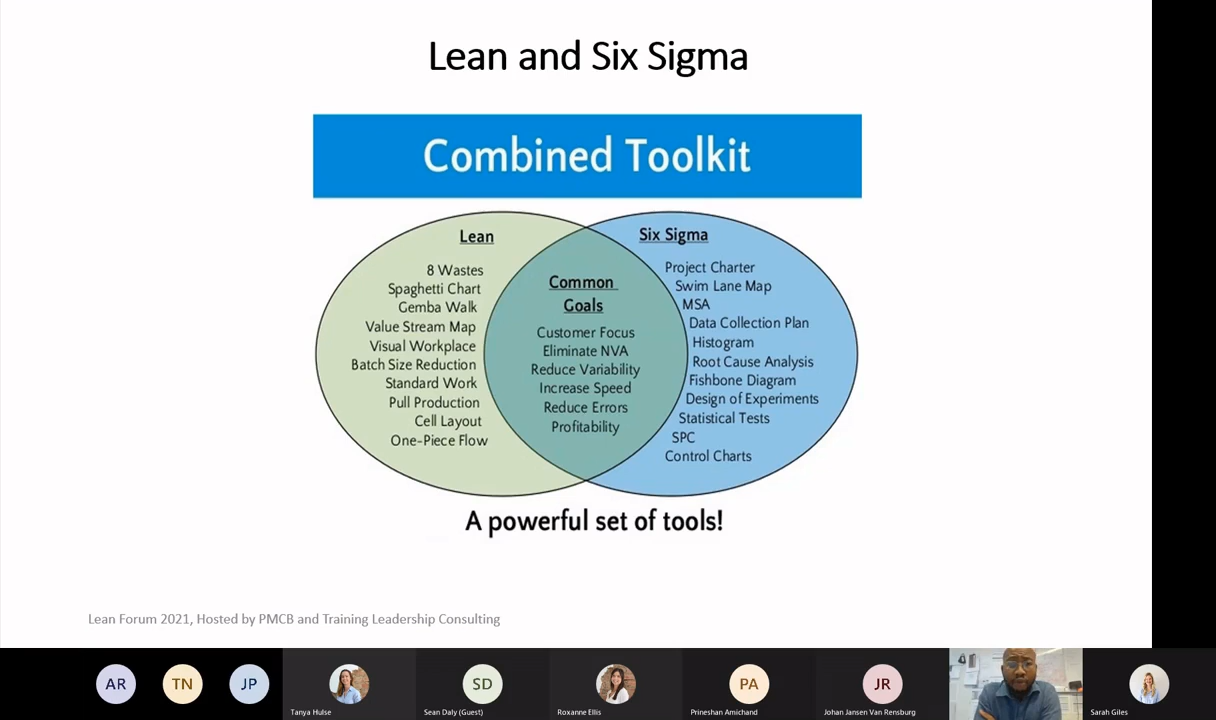 Lean and Six Sigma
Combined Toolkit
Lean
8 Wastes
Spaghetti Chart
Gemba Walk
Value Stream Map
Visual Workplace
Batch Size Reduction
Standard Work
Pull Production
Cell Layout
One-Piece Flow
Common
Goals
Customer Focus
Eliminate NVA
Reduce Variability
Increase Speed
Reduce Errors
Profitability
Six Sigma
Project Charter
Swim Lane Map
MSA
Data Collection Plan
Histogram
Root Cause Analysis
Fishbone Diagram
Design of Experiments
Statistical Tests
SPC
Control Charts
A powerful set of tools!
Lean Forum 2021, Hosted by PMCB and Training Leadership Consulting
AR
TN
JP
Tanya Hulse
SD
Sean Daly (Guest)
Roxanne Ellis
PA
Prineshan Amichand
JR
Johan Jansen Van Rensburg
Sarah Giles